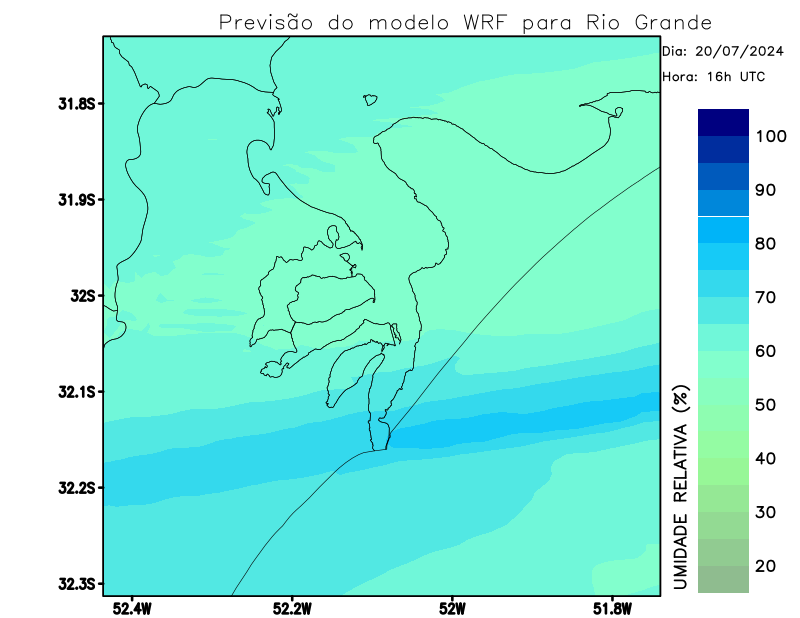 Previsão do modelo WRF para Rio Grande
Dia: 20/07/2024
Hora: 16h UTC
31.8S
31.9S
32S
32.1S
32.2S
32.3S
52.4W
52.2W
52W
51.8W
100
90
80
70
60
50
40
30
20
UMIDADE RELATIVA (%)